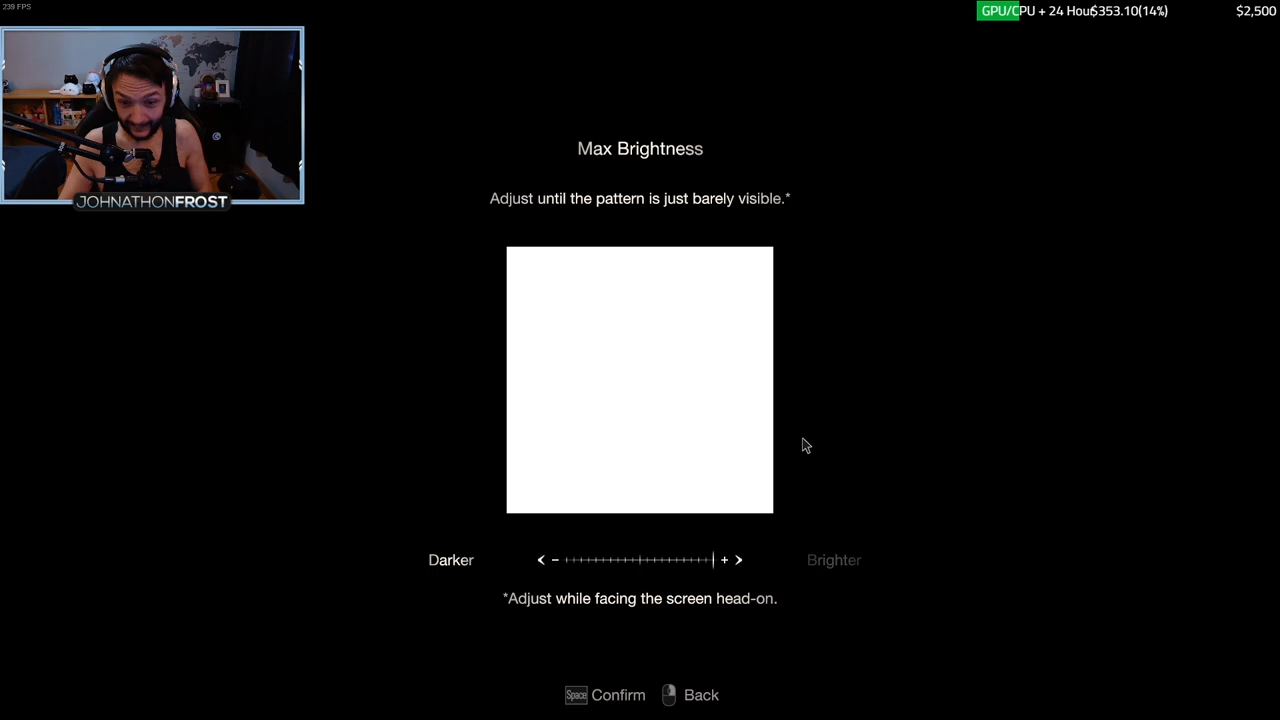 239 FPS
GPU/CPU + 24 Hour$353.10(14%) $2,500
JOHNATHONFROST
Max Brightness
Adjust until the pattern is just barely visible.*
Darker
Brighter
*Adjust while facing the screen head-on.
Space Confirm Back